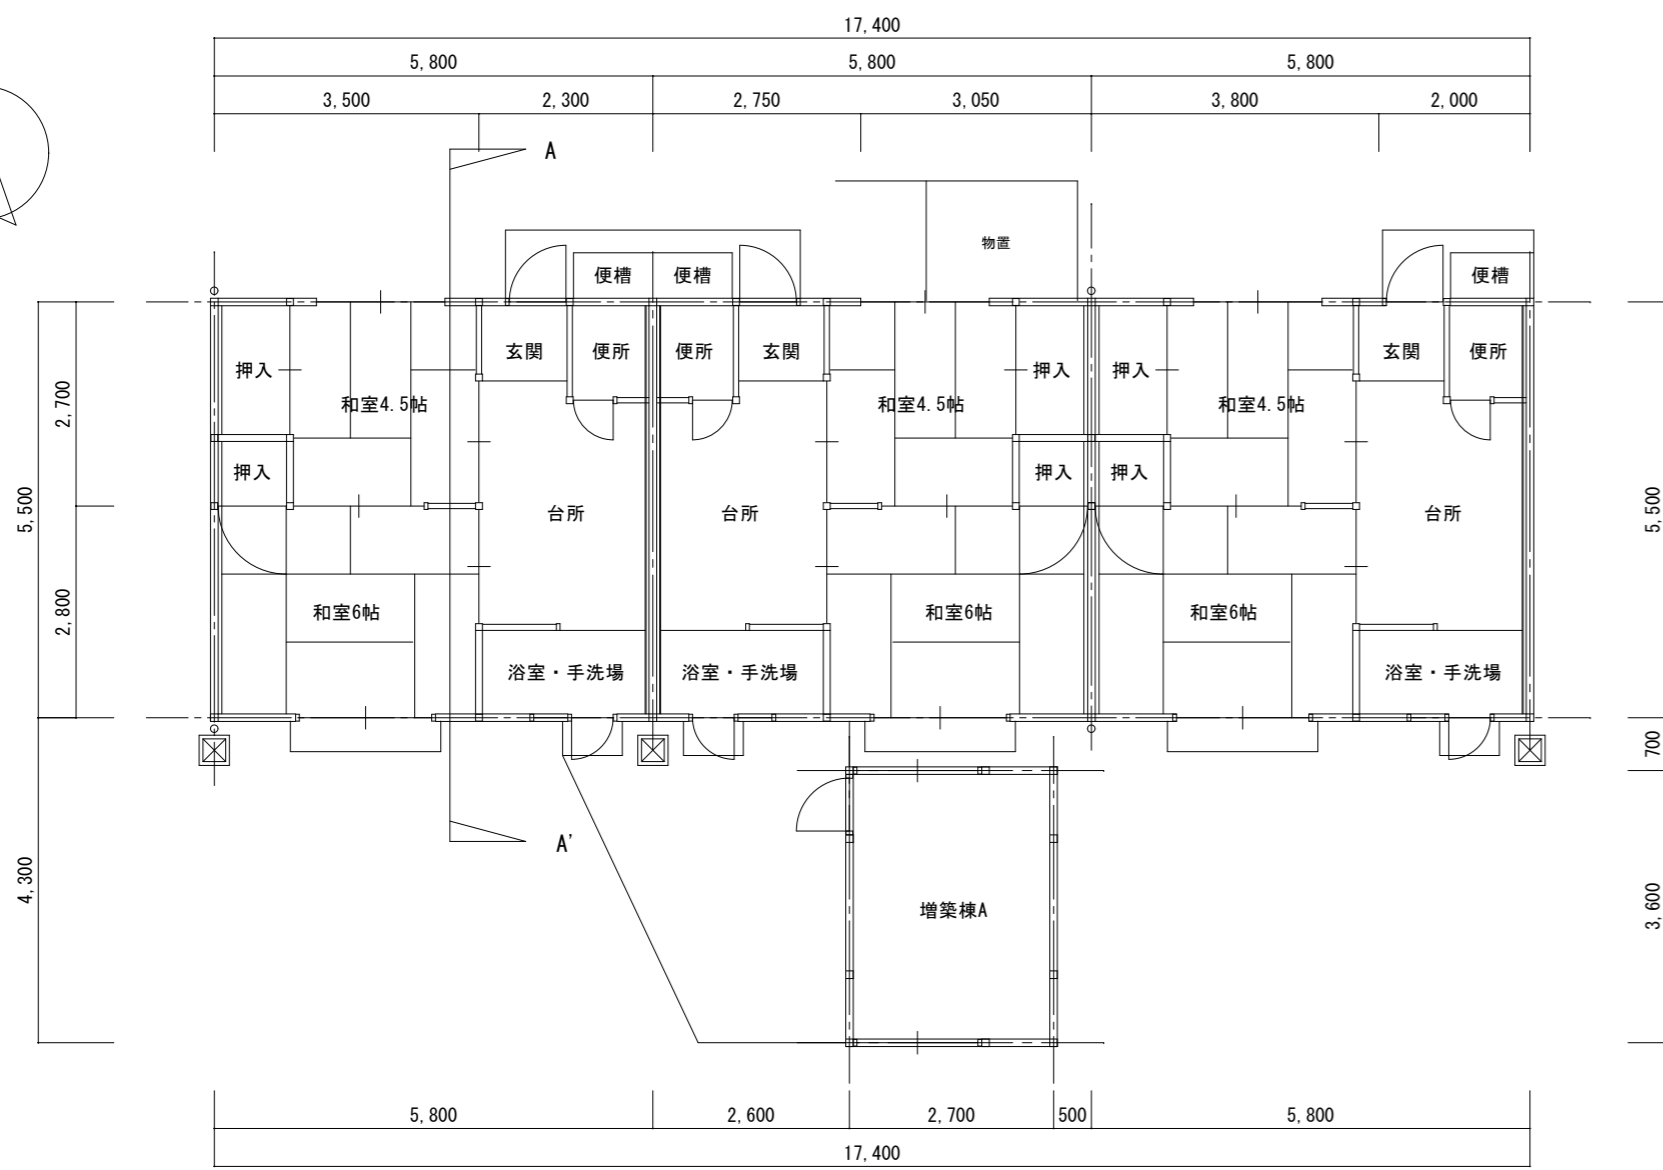 17,400
5,800 5,800 5,800
3,500 2,300 2,750 3,050 3,800 2,000
A
物置
便槽 便槽 便槽
玄関 便所 便所 玄関 玄関 便所
押入 押入 押入
和室4.5帖 和室4.5帖 和室4.5帖
2,700
押入 押入 押入
台所 台所 台所
5,500 5,500
2,800
和室6帖 和室6帖 和室6帖
浴室・手洗場 浴室・手洗場 浴室・手洗場
700
A'
4,300
増築棟A
3,600
5,800 2,600 2,700 500 5,800
17,400